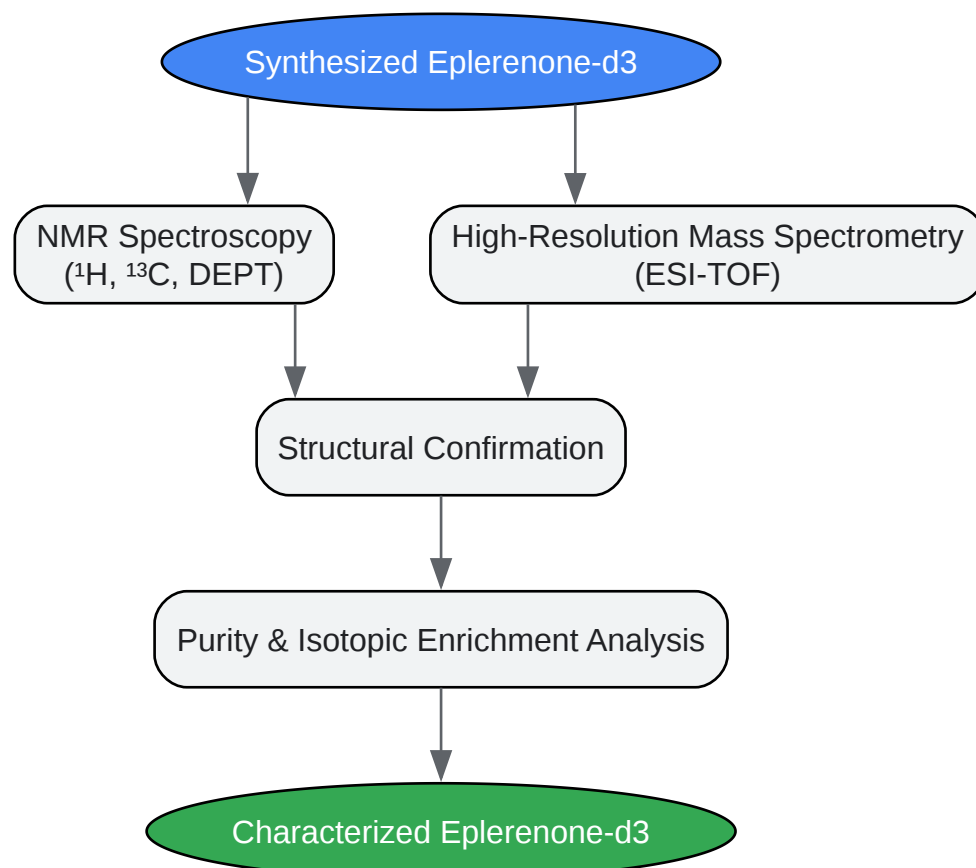 Synthesized Eplerenone-d3
NMR Spectroscopy
(¹H, ¹³C, DEPT)
High-Resolution Mass Spectrometry
(ESI-TOF)
Structural Confirmation
Purity & Isotopic Enrichment Analysis
Characterized Eplerenone-d3